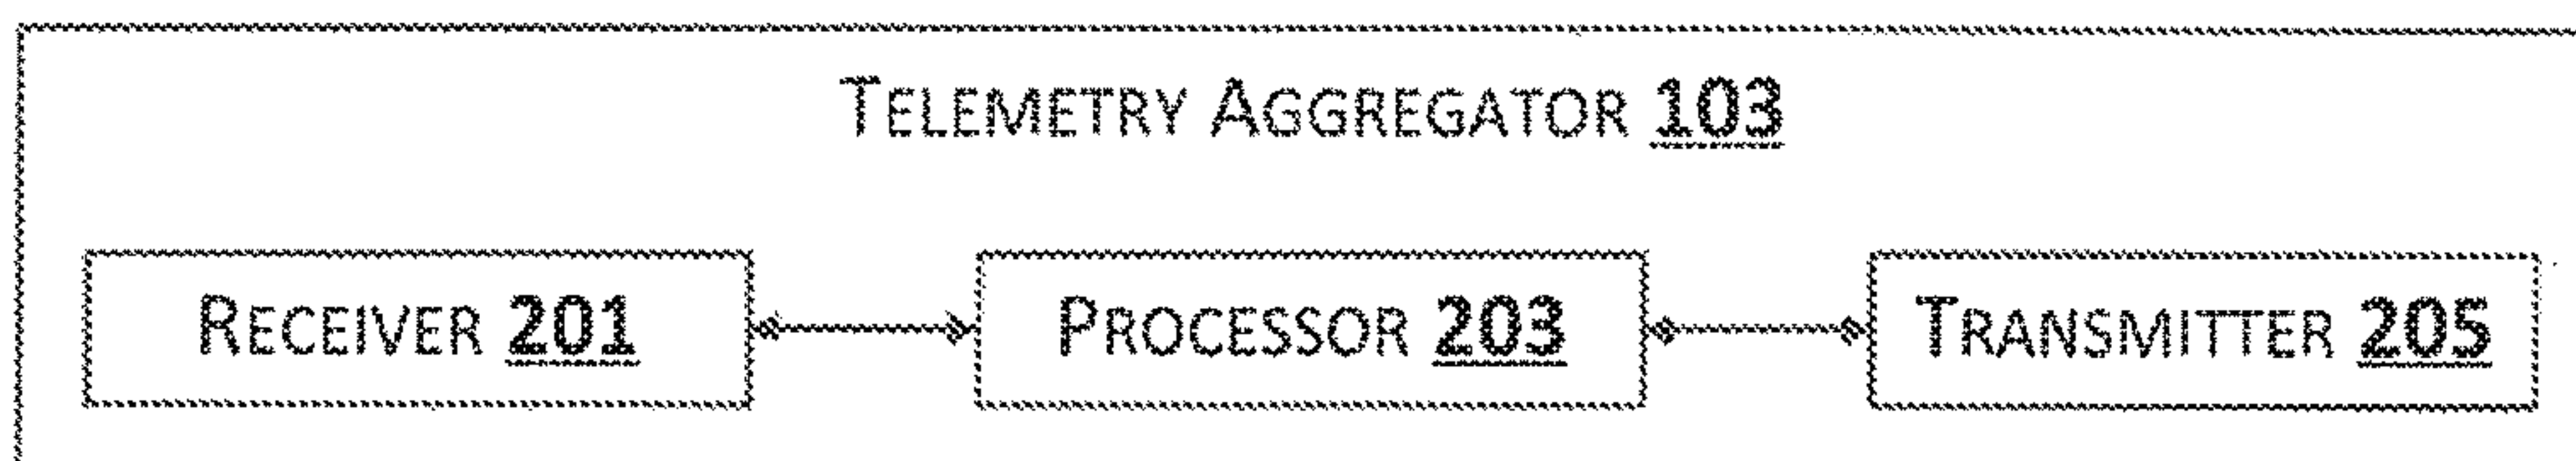 TELEMETRY AGGREGATOR 103
RECEIVER 201
PROCESSOR 203
TRANSMITTER 205